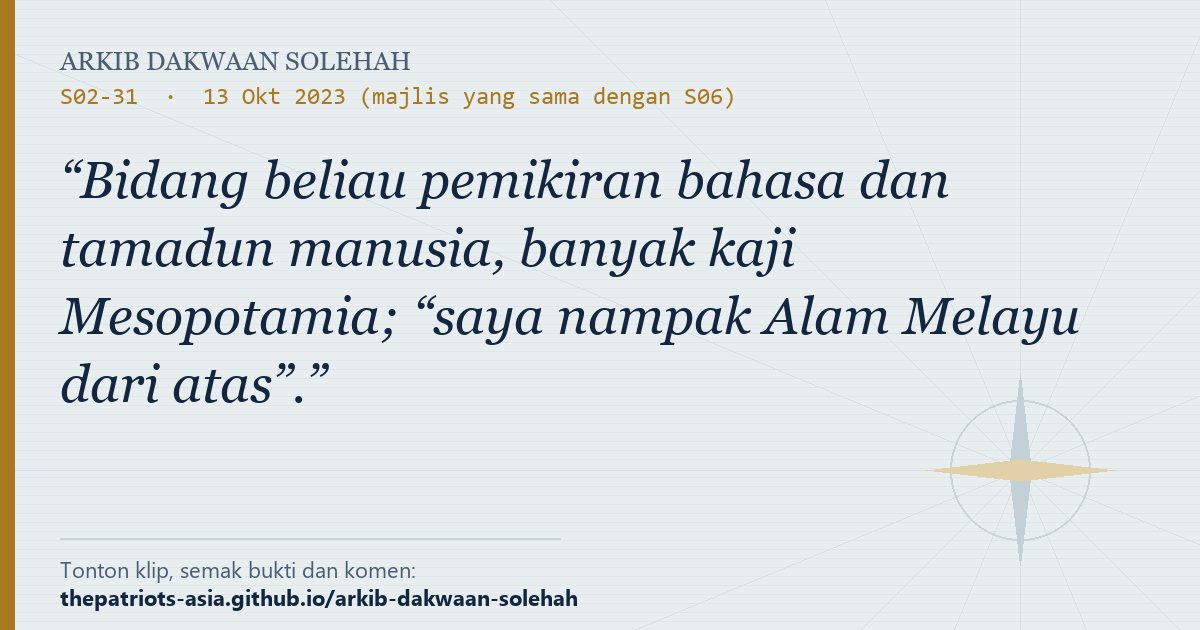 ARKIB DAKWAAN SOLEHAH
S02-31 · 13 Okt 2023 (majlis yang sama dengan S06)
“Bidang beliau pemikiran bahasa dan
tamadun manusia, banyak kaji
Mesopotamia; “saya nampak Alam Melayu
dari atas”.”
Tonton klip, semak bukti dan komen:
thepatriots-asia.github.io/arkib-dakwaan-solehah